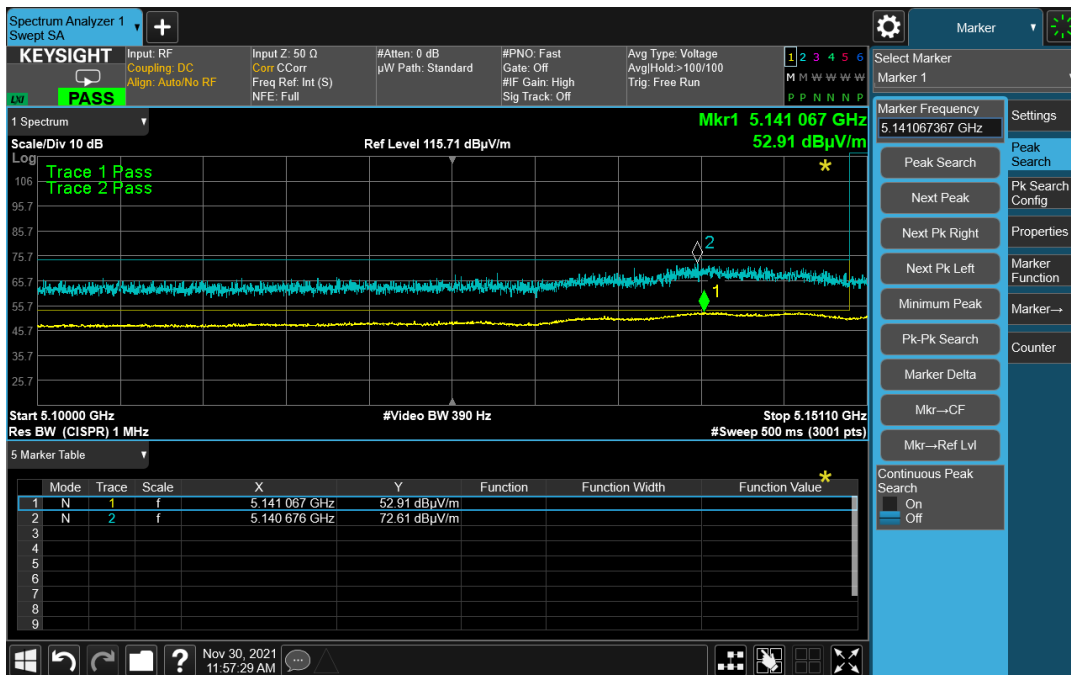 Spectrum Analyzer 1
Swept SA
+
Marker
KEYSIGHT
LXI
PASS
Input: RF
Coupling: DC
Align: Auto/No RF
Input Z: 50 Ω
Corr CCorr
Freq Ref: Int (S)
NFE: Full
#Atten: 0 dB
µW Path: Standard
#PNO: Fast
Gate: Off
#IF Gain: High
Sig Track: Off
Avg Type: Voltage
Avg|Hold:>100/100
Trig: Free Run
1 2 3 4 5 6
M M W W W W
P P N N N P
Select Marker
Marker 1
1 Spectrum
Scale/Div 10 dB
Ref Level 115.71 dBµV/m
Mkr1 5.141 067 GHz
52.91 dBµV/m
Log
Trace 1 Pass
Trace 2 Pass
106
95.7
85.7
75.7
65.7
55.7
45.7
35.7
25.7
2
1
Start 5.10000 GHz
#Video BW 390 Hz
Stop 5.15110 GHz
Res BW (CISPR) 1 MHz
#Sweep 500 ms (3001 pts)
5 Marker Table
Mode Trace Scale X Y Function Function Width Function Value
1 N 1 f 5.141 067 GHz 52.91 dBµV/m
2 N 2 f 5.140 676 GHz 72.61 dBµV/m
3
4
5
6
7
8
9
Marker Frequency
5.141067367 GHz
Peak Search
Next Peak
Next Pk Right
Next Pk Left
Minimum Peak
Pk-Pk Search
Marker Delta
Mkr→CF
Mkr→Ref Lvl
Continuous Peak
Search
On
Off
Settings
Peak
Search
Pk Search
Config
Properties
Marker
Function
Marker→
Counter
?
Nov 30, 2021
11:57:29 AM